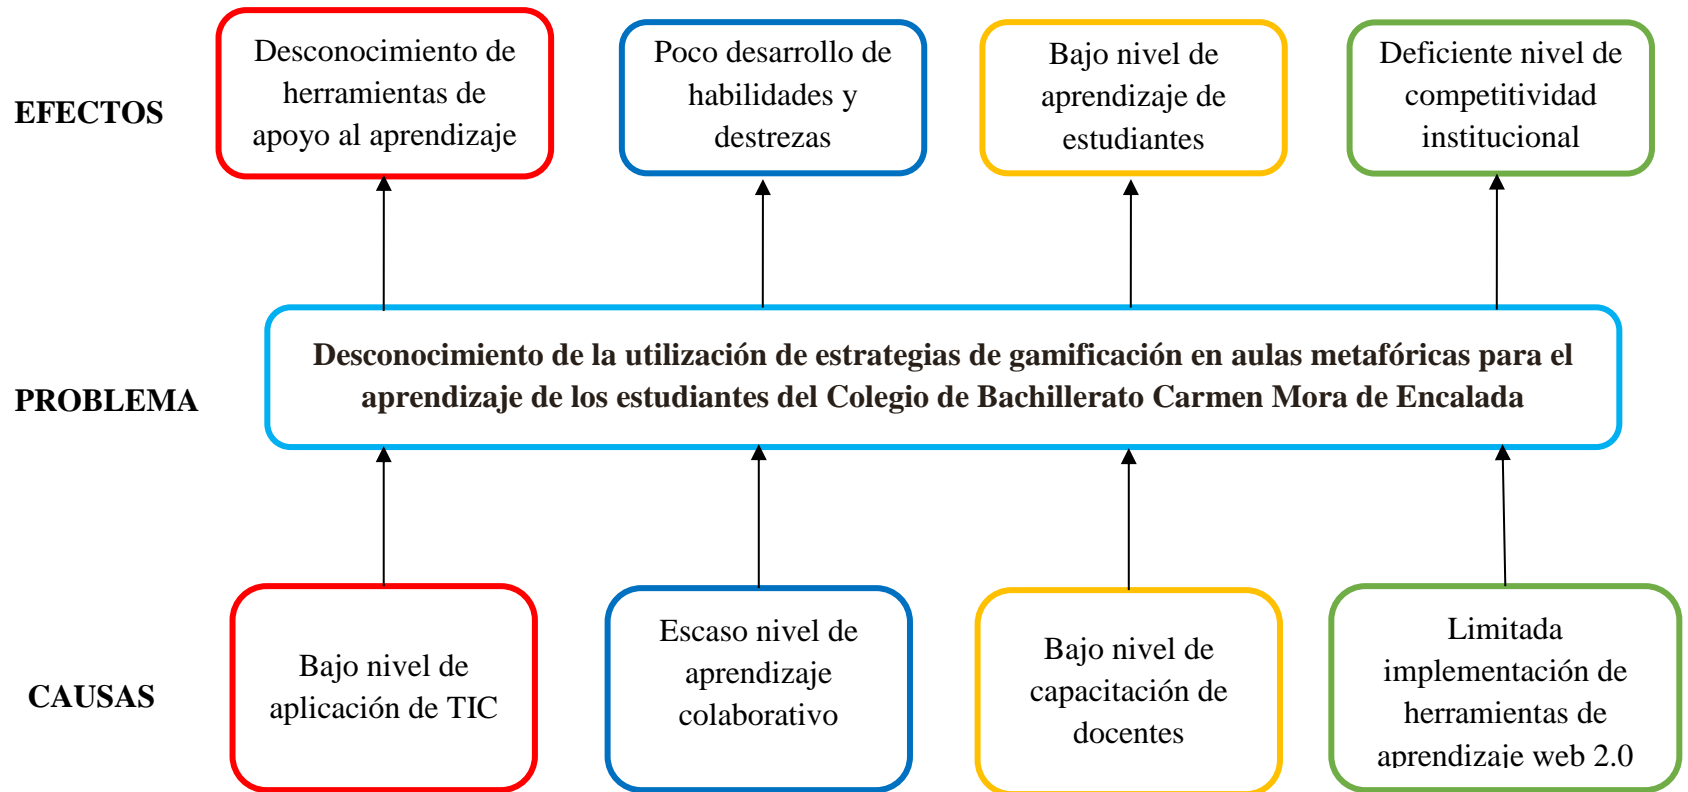 EFECTOS
Desconocimiento de
herramientas de
apoyo al aprendizaje
Poco desarrollo de
habilidades y
destrezas
Bajo nivel de
aprendizaje de
estudiantes
Deficiente nivel de
competitividad
institucional
PROBLEMA
Desconocimiento de la utilización de estrategias de gamificación en aulas metafóricas para el
aprendizaje de los estudiantes del Colegio de Bachillerato Carmen Mora de Encalada
CAUSAS
Bajo nivel de
aplicación de TIC
Escaso nivel de
aprendizaje
colaborativo
Bajo nivel de
capacitación de
docentes
Limitada
implementación de
herramientas de
aprendizaje web 2.0